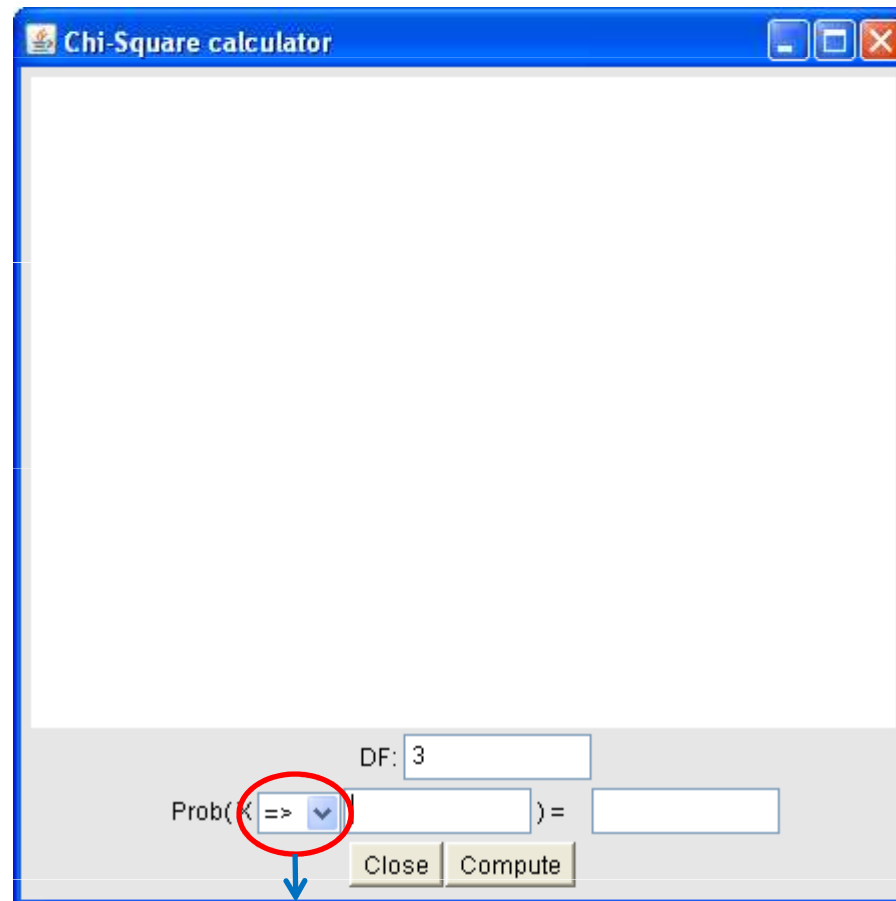 Chi-Square calculator
DF: 3
Prob( X => ) =
Close Compute